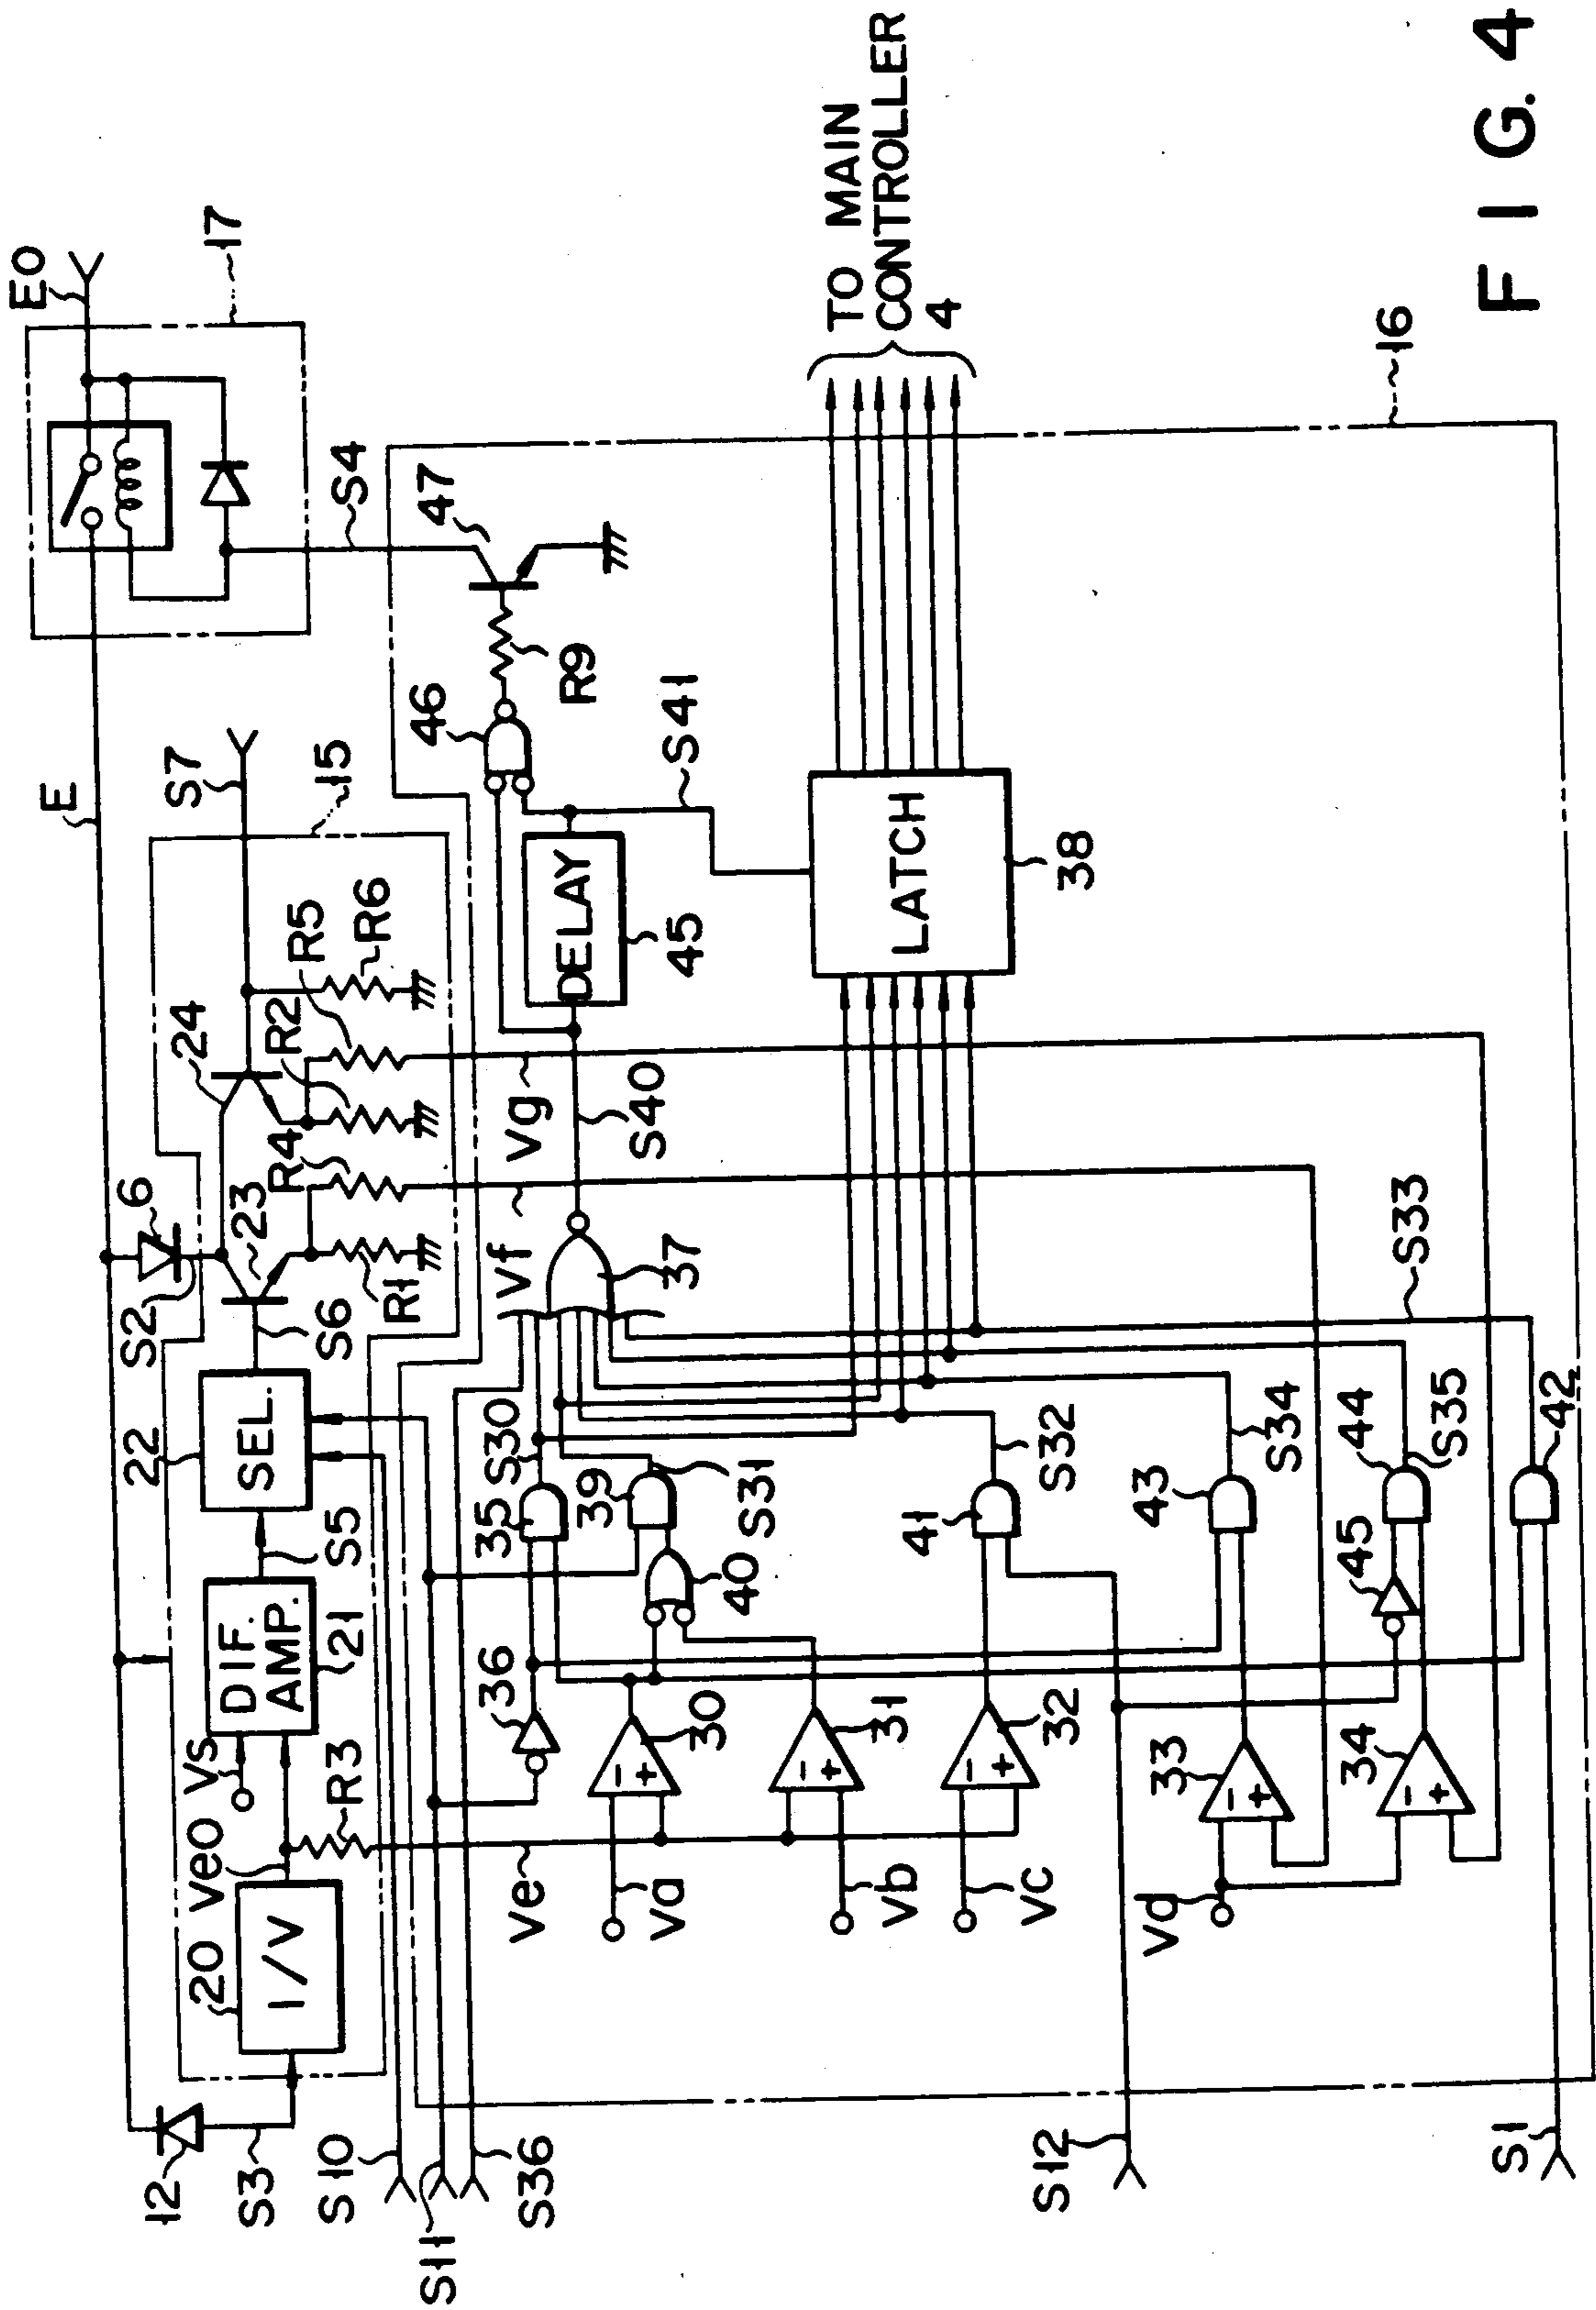 E
E0
17
6
S2
24
S7
15
22
SEL.
S6
23
R1
R4
R2
R5
R6
S4
47
46
R9
12
S3
20
I/V
Veo
Vs
R3
DIF.
AMP.
21
S5
S10
S11
S36
Vf
Vg
S40
DELAY
45
S41
37
36
35
S30
39
S31
40
30
31
32
41
S32
Ve
Va
Vb
Vc
LATCH
38
TO MAIN
CONTROLLER
4
S12
Vd
33
34
43
S34
45
44
S35
42
S33
S1
16
FIG. 4